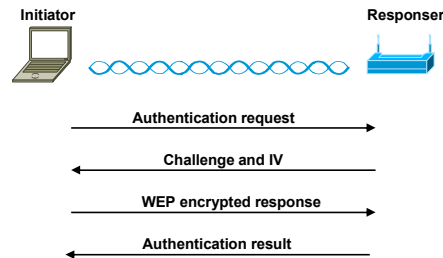 Initiator
Responser
Authentication request
Challenge and IV
WEP encrypted response
Authentication result